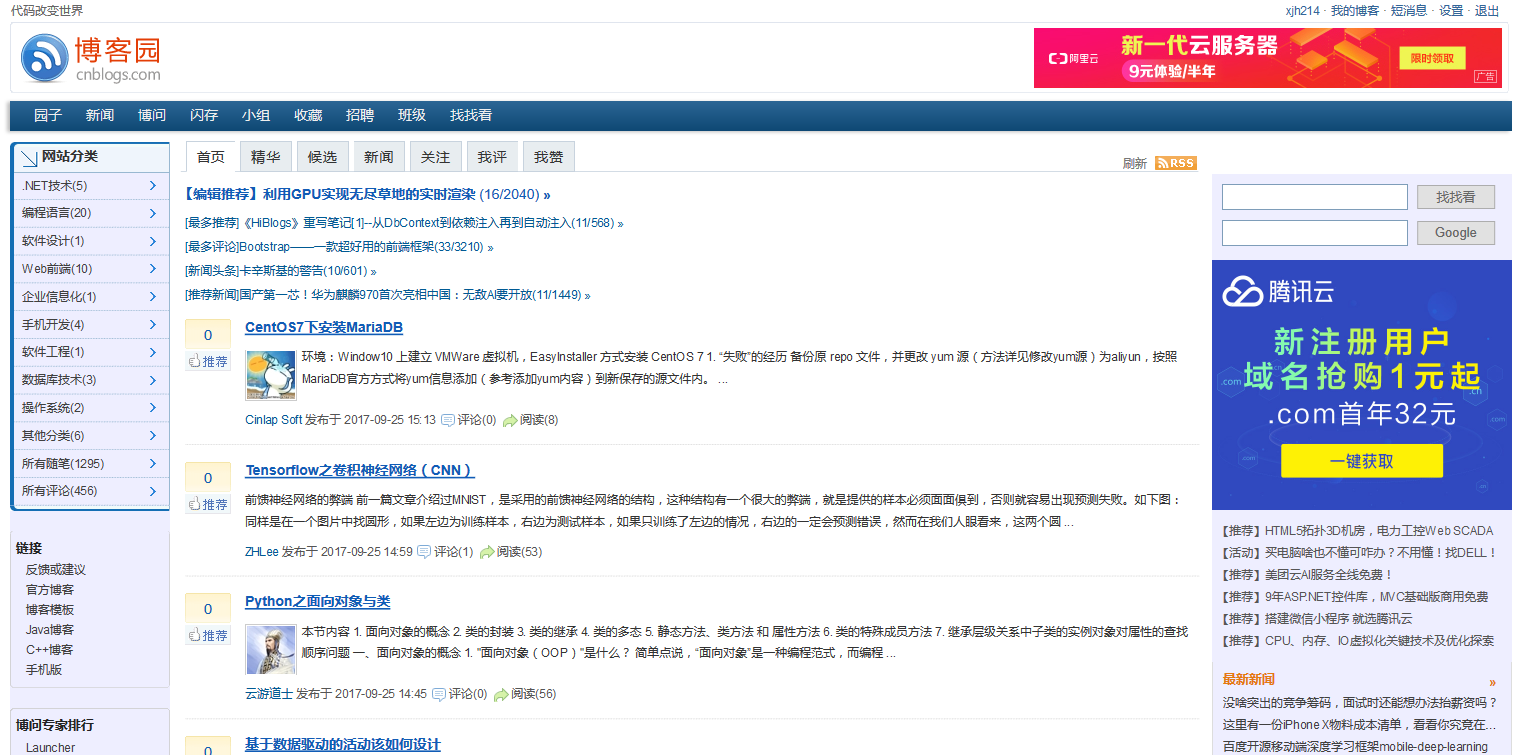 代码改变世界
xjh214 · 我的博客 · 短消息 · 设置 · 退出
博客园
cnblogs.com
阿里云
新一代云服务器
9元体验/半年
限时领取
广告
园子 新闻 博问 闪存 小组 收藏 招聘 班级 找找看
网站分类
.NET技术(5)
编程语言(20)
软件设计(1)
Web前端(10)
企业信息化(1)
手机开发(4)
软件工程(1)
数据库技术(3)
操作系统(2)
其他分类(6)
所有随笔(1295)
所有评论(456)
链接
反馈或建议
官方博客
博客模板
Java博客
C++博客
手机版
博问专家排行
Launcher
首页 精华 候选 新闻 关注 我评 我赞
刷新 RSS
【编辑推荐】利用GPU实现无尽草地的实时渲染 (16/2040) »
[最多推荐]《HiBlogs》重写笔记[1]--从DbContext到依赖注入再到自动注入(11/568) »
[最多评论]Bootstrap——一款超好用的前端框架(33/3210) »
[新闻头条]卡辛斯基的警告(10/601) »
[推荐新闻]国产第一芯！华为麒麟970首次亮相中国：无敌AI要开放(11/1449) »
0
推荐
CentOS7下安装MariaDB
环境：Window10 上建立 VMWare 虚拟机，EasyInstaller 方式安装 CentOS 7 1. “失败”的经历 备份原 repo 文件，并更改 yum 源（方法详见修改yum源）为aliyun，按照
MariaDB官方方式将yum信息添加（参考添加yum内容）到新保存的源文件内。 ...
Cinlap Soft 发布于 2017-09-25 15:13 评论(0) 阅读(8)
0
推荐
Tensorflow之卷积神经网络（CNN）
前馈神经网络的弊端 前一篇文章介绍过MNIST，是采用的前馈神经网络的结构，这种结构有一个很大的弊端，就是提供的样本必须面面俱到，否则就容易出现预测失败。如下图：
同样是在一个图片中找圆形，如果左边为训练样本，右边为测试样本，如果只训练了左边的情况，右边的一定会预测错误，然而在我们人眼看来，这两个圆 ...
ZHLee 发布于 2017-09-25 14:59 评论(1) 阅读(53)
0
推荐
Python之面向对象与类
本节内容 1. 面向对象的概念 2. 类的封装 3. 类的继承 4. 类的多态 5. 静态方法、类方法 和 属性方法 6. 类的特殊成员方法 7. 继承层级关系中子类的实例对象对属性的查找
顺序问题 一、面向对象的概念 1. "面向对象（OOP）"是什么？ 简单点说，“面向对象”是一种编程范式，而编程 ...
云游道士 发布于 2017-09-25 14:45 评论(0) 阅读(56)
0
基于数据驱动的活动该如何设计
找找看
Google
腾讯云
新注册用户
域名抢购1元起
.com首年32元
一键获取
.com
.cn
.com
.com
【推荐】HTML5拓扑3D机房，电力工控Web SCADA
【活动】买电脑啥也不懂可咋办？不用懂！找DELL！
【推荐】美团云AI服务全线免费！
【推荐】9年ASP.NET控件库，MVC基础版商用免费
【推荐】搭建微信小程序 就选腾讯云
【推荐】CPU、内存、IO虚拟化关键技术及优化探索
最新新闻 »
没啥突出的竞争筹码，面试时还能想办法抬薪资吗？
这里有一份iPhone X物料成本清单，看看你究竟在...
百度开源移动端深度学习框架mobile-deep-learning